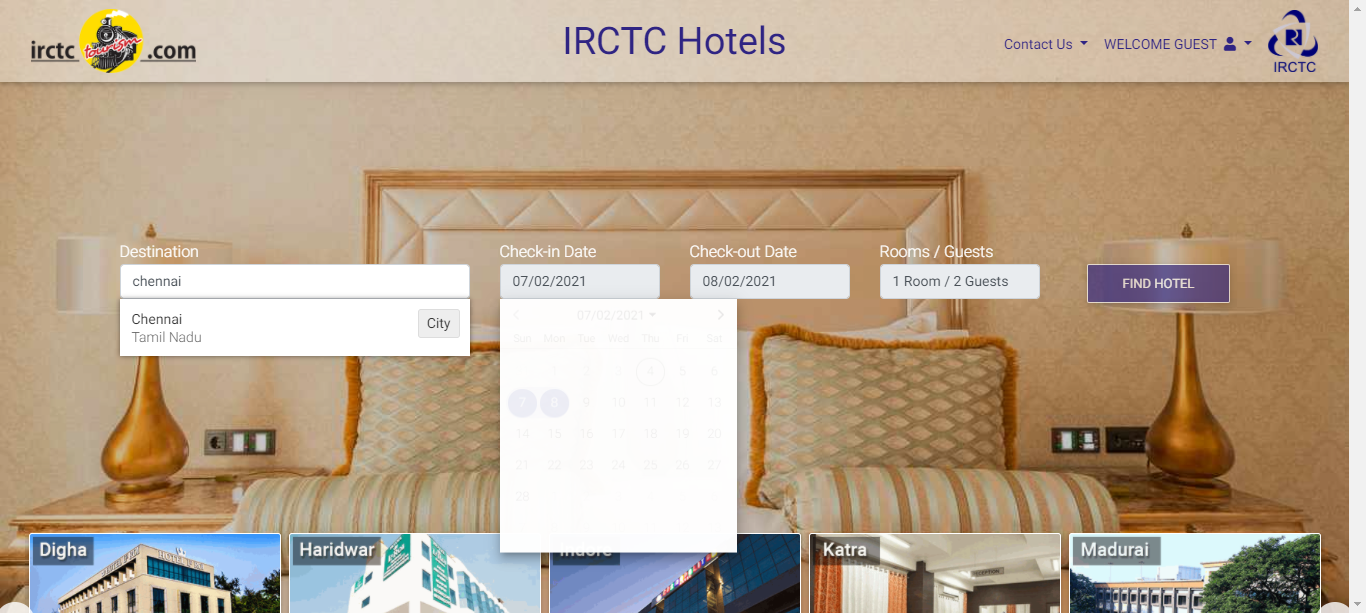 irctc tourism .com
IRCTC Hotels
Contact Us
WELCOME GUEST
IRCTC
Destination
Check-in Date
Check-out Date
Rooms / Guests
chennai
07/02/2021
08/02/2021
1 Room / 2 Guests
FIND HOTEL
Chennai
Tamil Nadu
City
07/02/2021
Sun Mon Tue Wed Thu Fri Sat
1 2 3 4 5 6
7 8 9 10 11 12 13
14 15 16 17 18 19 20
21 22 23 24 25 26 27
Digha
Haridwar
Indore
Katra
Madurai
RECEPTION